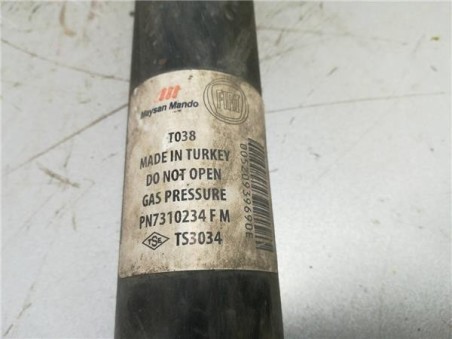 Maysan Mando
FIAT
T038
MADE IN TURKEY
DO NOT OPEN
GAS PRESSURE
PN7310234 F M
TSE
TS3034